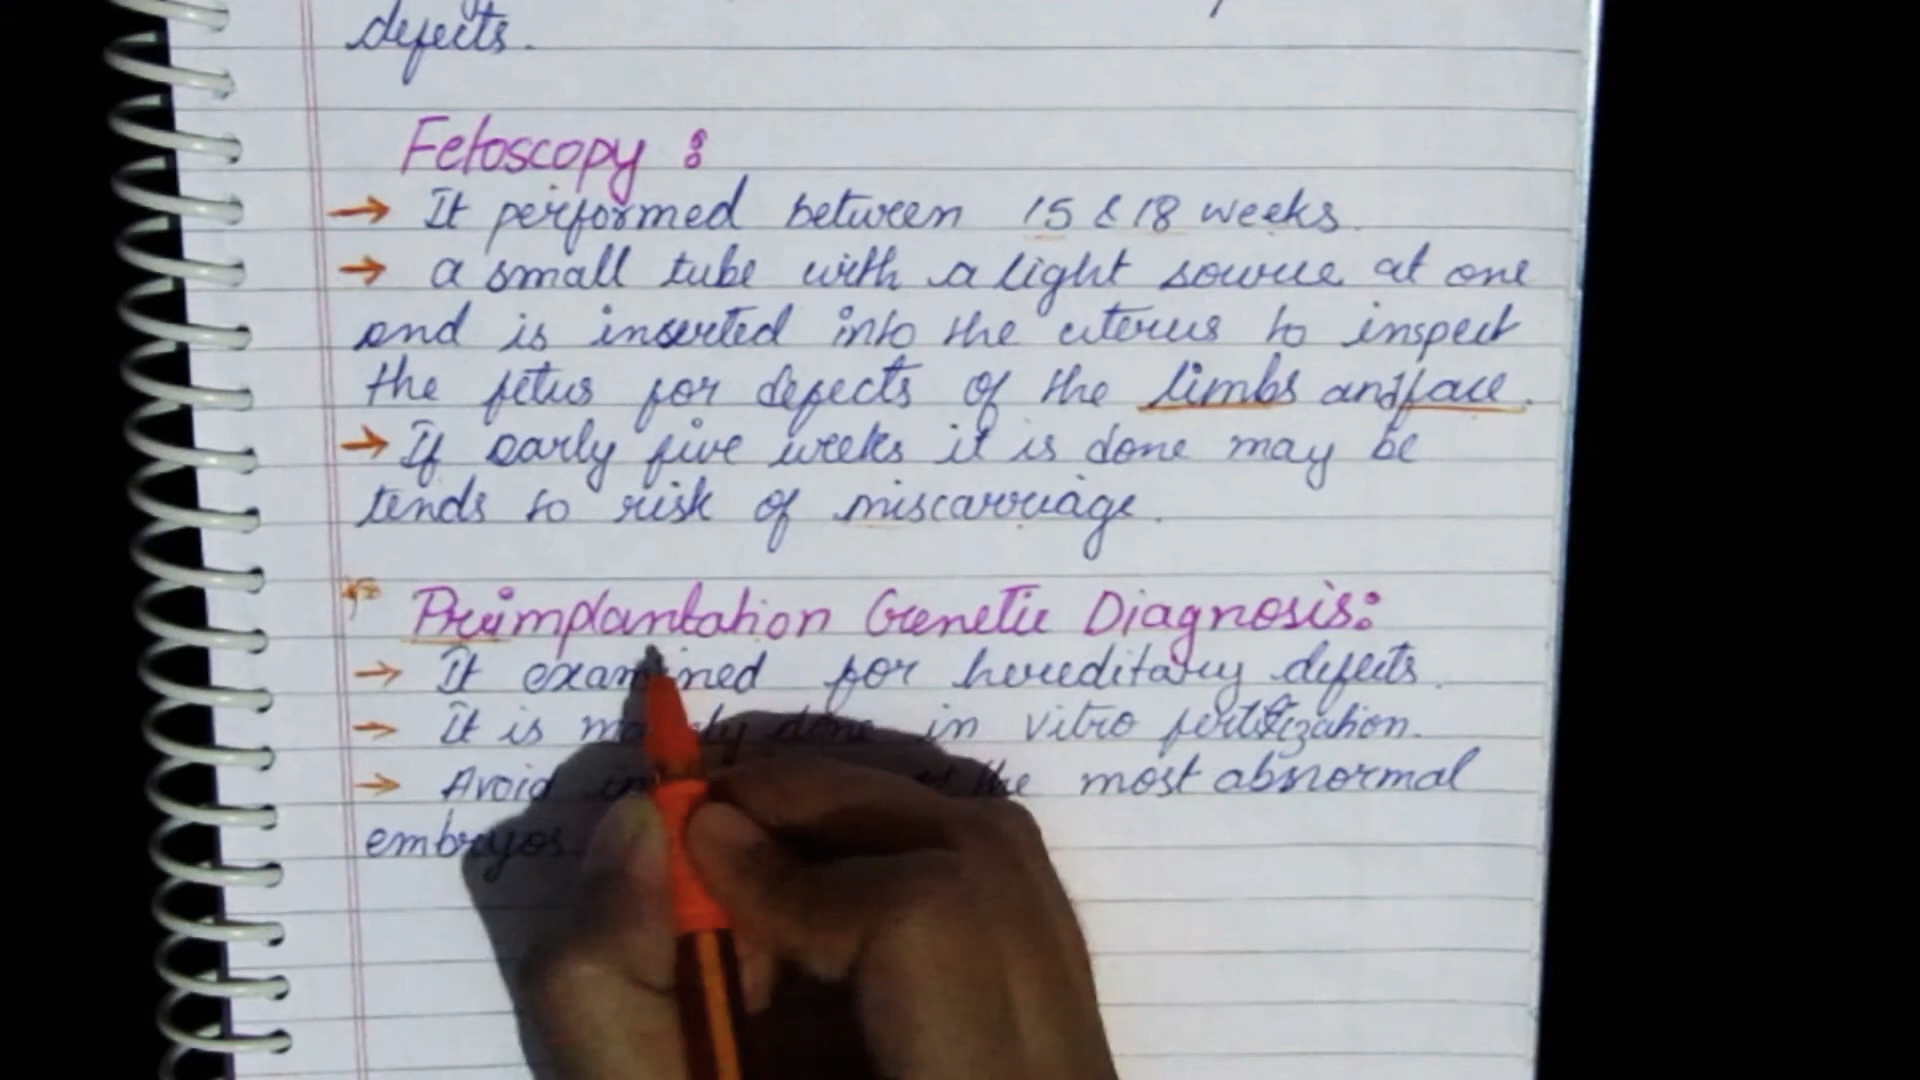 defects.
Fetoscopy :
→ It performed between 15 & 18 weeks.
→ a small tube with a light source at one
end is inserted into the uterus to inspect
the fetus for defects of the limbs and face.
→ If early five weeks it is done may be
tends to risk of miscarriage.
* Preimplantation Genetic Diagnosis:
→ It examined for hereditary defects.
→ It is done in vitro fertilization.
→ Avoid the most abnormal
embryos